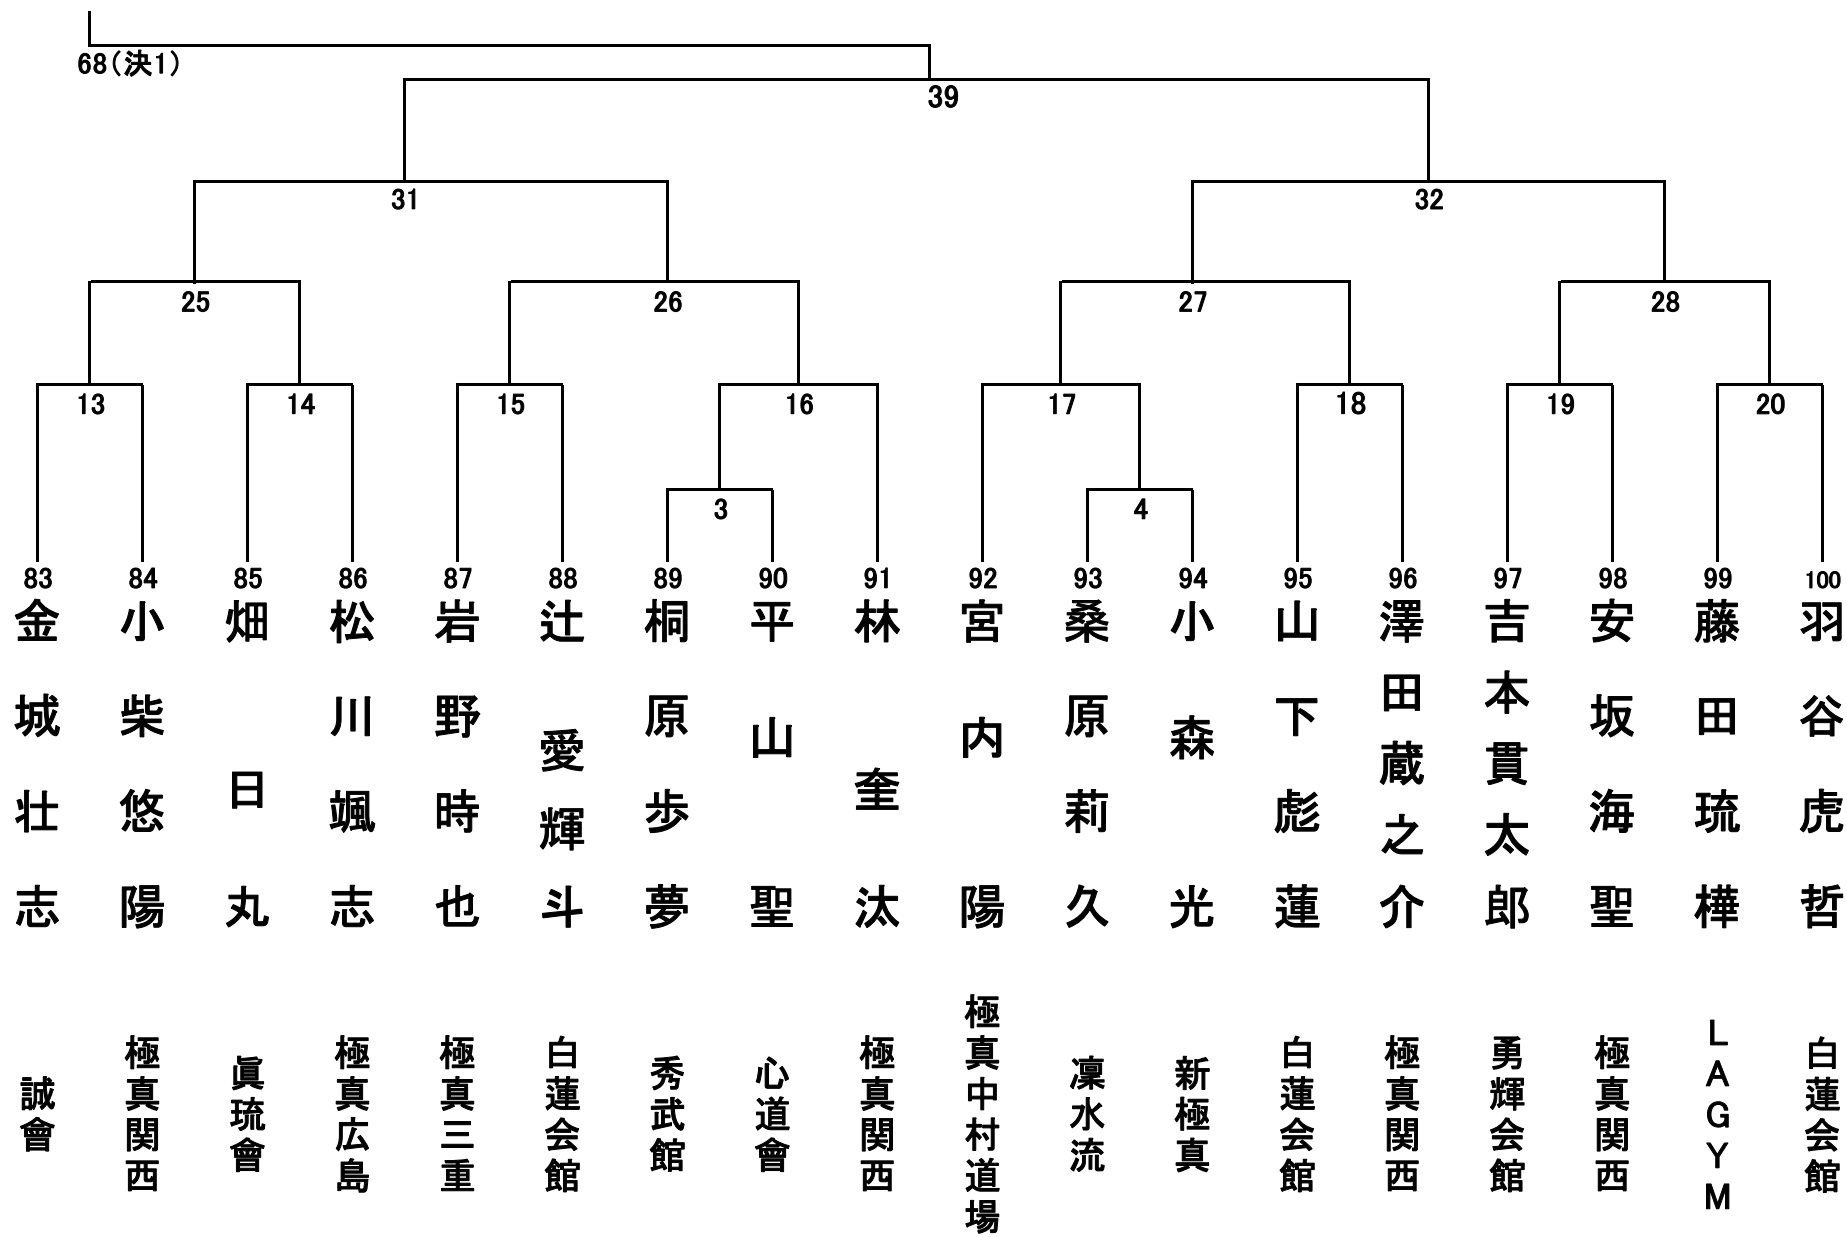 68(決1)
39
31
32
25
26
27
28
13
14
15
16
17
18
19
20
3
4
83
金城壮志
誠會
84
小柴悠陽
極真関西
85
畑日丸
眞琉會
86
松川颯志
極真広島
87
岩野時也
極真三重
88
辻愛輝斗
白蓮会館
89
桐原歩夢
秀武館
90
平山聖
心道會
91
林奎汰
極真関西
92
宮内陽
極真中村道場
93
桑原莉久
凜水流
94
小森光
新極真
95
山下彪蓮
白蓮会館
96
澤田蔵之介
極真関西
97
吉本貫太郎
勇輝会館
98
安坂海聖
極真関西
99
藤田琉樺
LAGYM
100
羽谷虎哲
白蓮会館